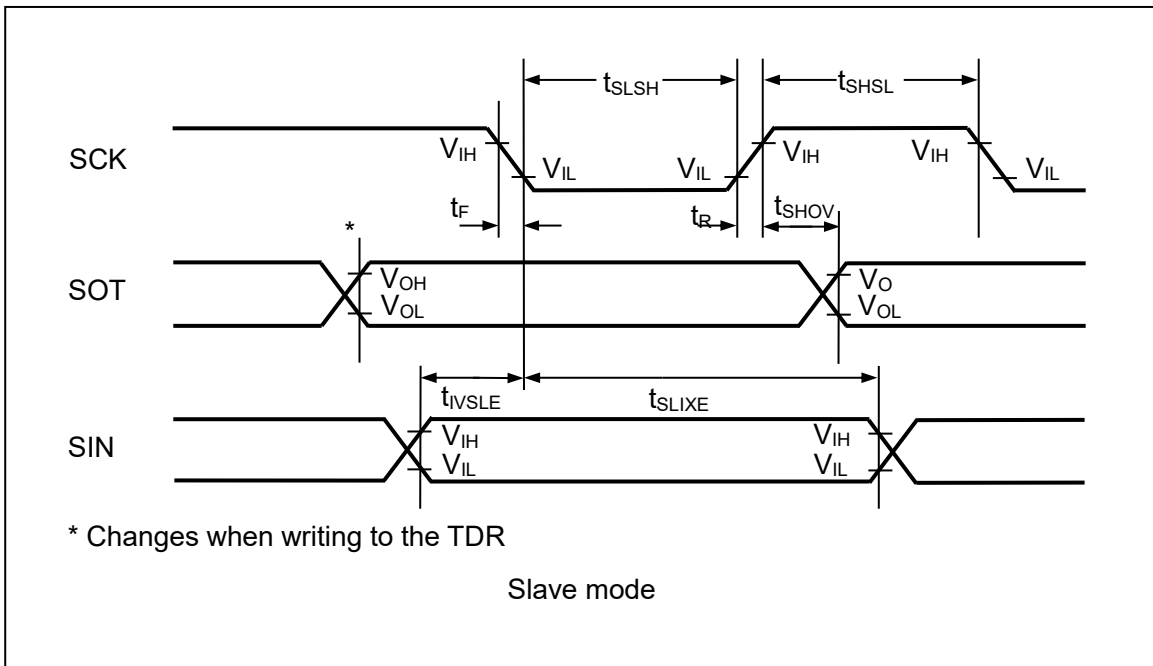 tSLSH
tSHSL
SCK
VIH
VIL
VIL
VIH
VIH
VIL
tF
tR
tSHOV
*
SOT
VOH
VOL
VO
VOL
tIVSLE
tSLIXE
SIN
VIH
VIL
VIH
VIL
* Changes when writing to the TDR
Slave mode